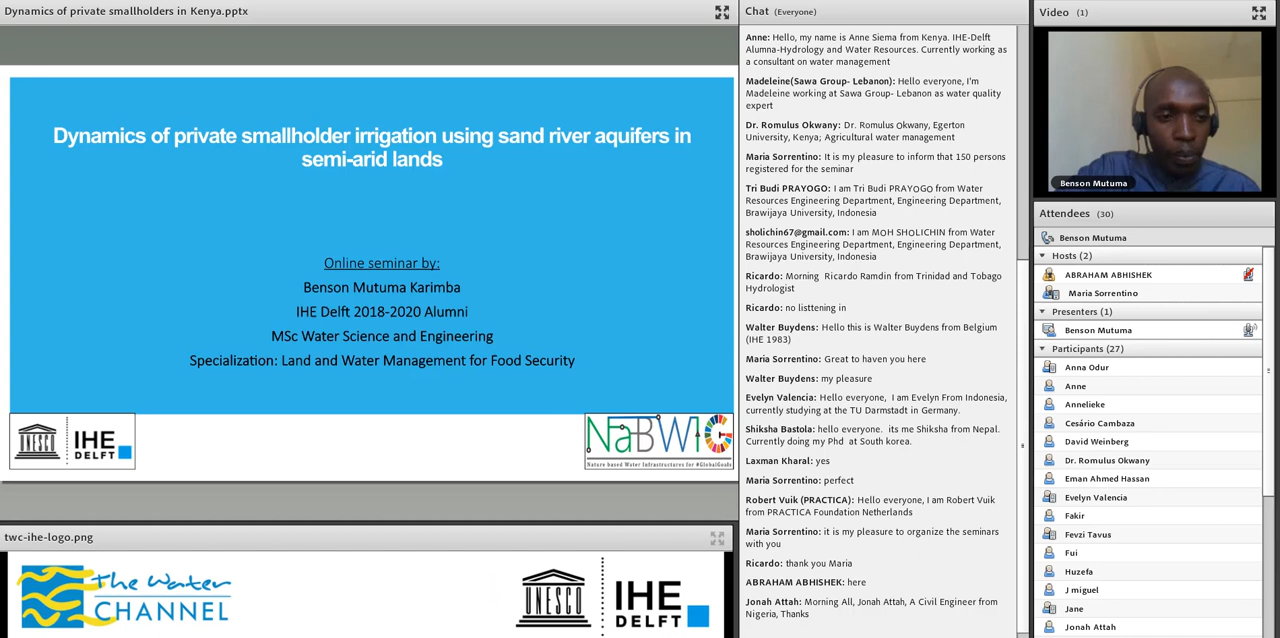 Dynamics of private smallholders in Kenya.pptx
Dynamics of private smallholder irrigation using sand river aquifers in
semi-arid lands
Online seminar by:
Benson Mutuma Karimba
IHE Delft 2018-2020 Alumni
MSc Water Science and Engineering
Specialization: Land and Water Management for Food Security
UNESCO
IHE
DELFT
NaBWIG
Nature based Water Infrastructures for #GlobalGoals
twc-ihe-logo.png
The Water
CHANNEL
UNESCO
IHE
DELFT
Chat (Everyone)
Anne: Hello, my name is Anne Siema from Kenya. IHE-Delft
Alumna-Hydrology and Water Resources. Currently working as
a consultant on water management
Madeleine(Sawa Group- Lebanon): Hello everyone, I'm
Madeleine working at Sawa Group- Lebanon as water quality
expert
Dr. Romulus Okwany: Dr. Romulus Okwany, Egerton
University, Kenya; Agricultural water management
Maria Sorrentino: It is my pleasure to inform that 150 persons
registered for the seminar
Tri Budi PRAYOGO: I am Tri Budi PRAYOGO from Water
Resources Engineering Department, Engineering Department,
Brawijaya University, Indonesia
sholichin67@gmail.com: I am MOH SHOLICHIN from Water
Resources Engineering Department, Engineering Department,
Brawijaya University, Indonesia
Ricardo: Morning Ricardo Ramdin from Trinidad and Tobago
Hydrologist
Ricardo: no listtening in
Walter Buydens: Hello this is Walter Buydens from Belgium
(IHE 1983)
Maria Sorrentino: Great to haven you here
Walter Buydens: my pleasure
Evelyn Valencia: Hello everyone, I am Evelyn From Indonesia,
currently studying at the TU Darmstadt in Germany.
Shiksha Bastola: hello everyone. its me Shiksha from Nepal.
Currently doing my Phd at South korea.
Laxman Kharal: yes
Maria Sorrentino: perfect
Robert Vuik (PRACTICA): Hello everyone, I am Robert Vuik
from PRACTICA Foundation Netherlands
Maria Sorrentino: it is my pleasure to organize the seminars
with you
Ricardo: thank you Maria
ABRAHAM ABHISHEK: here
Jonah Attah: Morning All, Jonah Attah, A Civil Engineer from
Nigeria, Thanks
Video (1)
Benson Mutuma
Attendees (30)
Benson Mutuma
Hosts (2)
ABRAHAM ABHISHEK
Maria Sorrentino
Presenters (1)
Benson Mutuma
Participants (27)
Anna Odur
Anne
Annelieke
Cesário Cambaza
David Weinberg
Dr. Romulus Okwany
Eman Ahmed Hassan
Evelyn Valencia
Fakir
Fevzi Tavus
Fui
Huzefa
J miguel
Jane
Jonah Attah